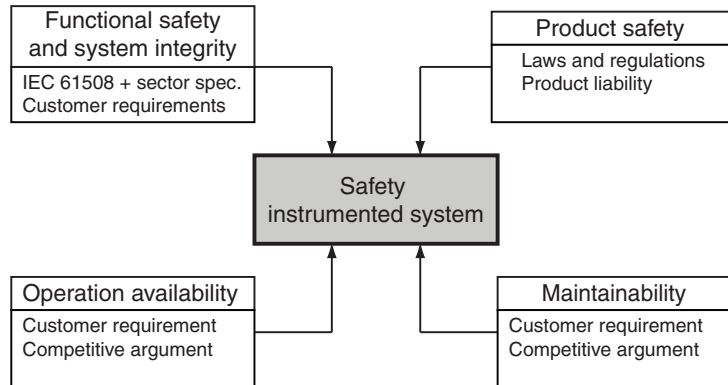 Functional safety
and system integrity
IEC 61508 + sector spec.
Customer requirements
Product safety
Laws and regulations
Product liability
Safety
instrumented system
Operation availability
Customer requirement
Competitive argument
Maintainability
Customer requirement
Competitive argument